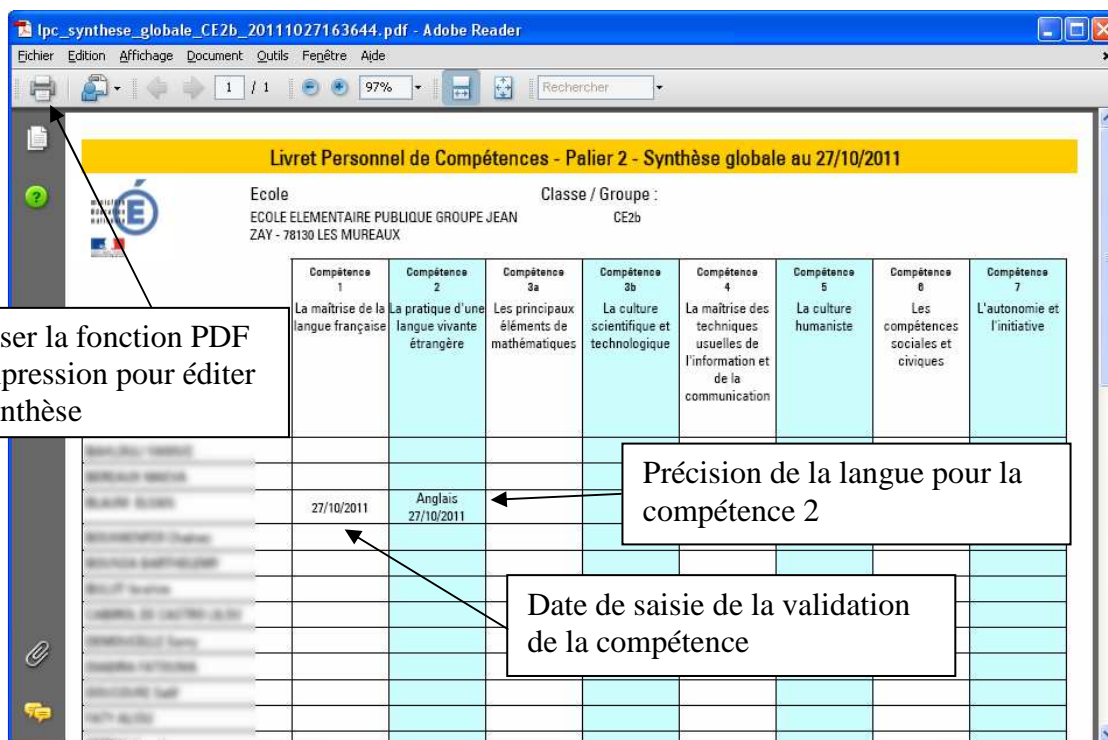 lpc_synthese_globale_CE2b_20111027163644.pdf - Adobe Reader
Fichier Edition Affichage Document Outils Fenêtre Aide
1 / 1 97% Rechercher
Livret Personnel de Compétences - Palier 2 - Synthèse globale au 27/10/2011
Ecole
Classe / Groupe :
ECOLE ELEMENTAIRE PUBLIQUE GROUPE JEAN
ZAY - 78130 LES MUREAUX
CE2b
Compétence
1
La maîtrise de la
langue française
Compétence
2
La pratique d'une
langue vivante
étrangère
Compétence
3a
Les principaux
éléments de
mathématiques
Compétence
3b
La culture
scientifique et
technologique
Compétence
4
La maîtrise des
techniques
usuelles de
l'information et
de la
communication
Compétence
5
La culture
humaniste
Compétence
6
Les
compétences
sociales et
civiques
Compétence
7
L'autonomie et
l'initiative
ser la fonction PDF
pression pour éditer
nthèse
27/10/2011
Anglais
27/10/2011
Précision de la langue pour la
compétence 2
Date de saisie de la validation
de la compétence